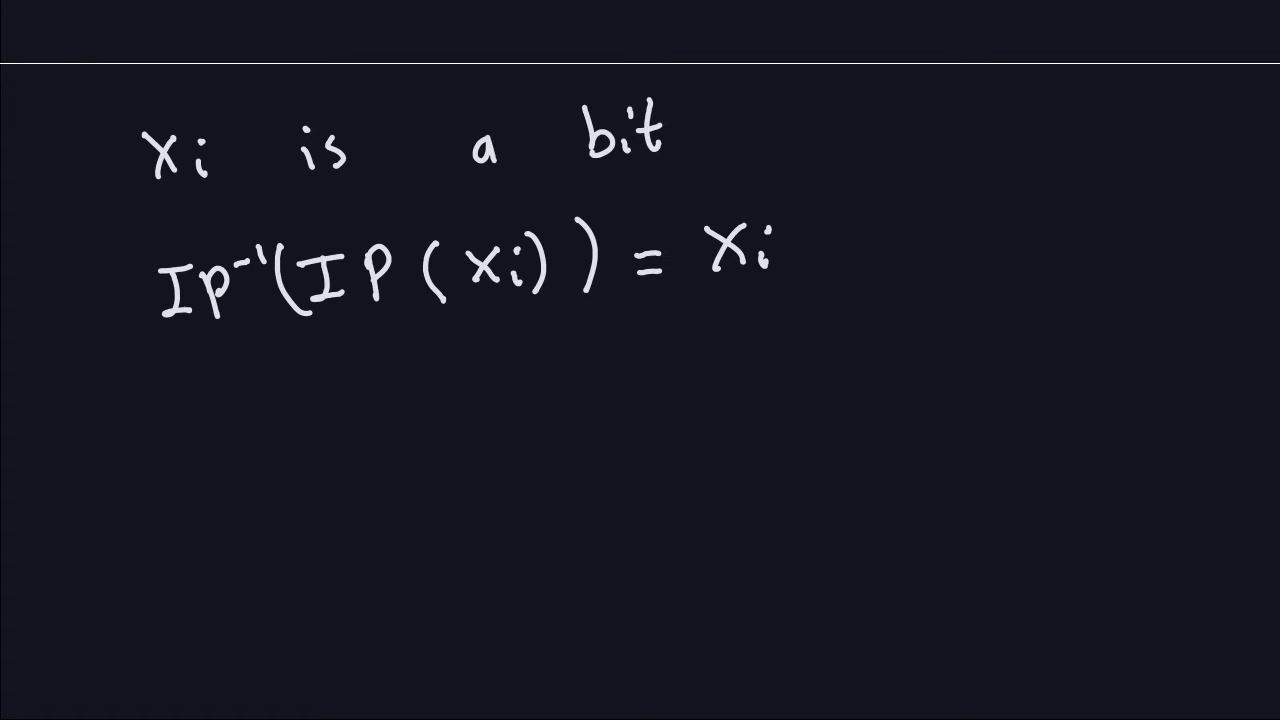 xi is a bit
IP⁻¹(IP(xi)) = xi